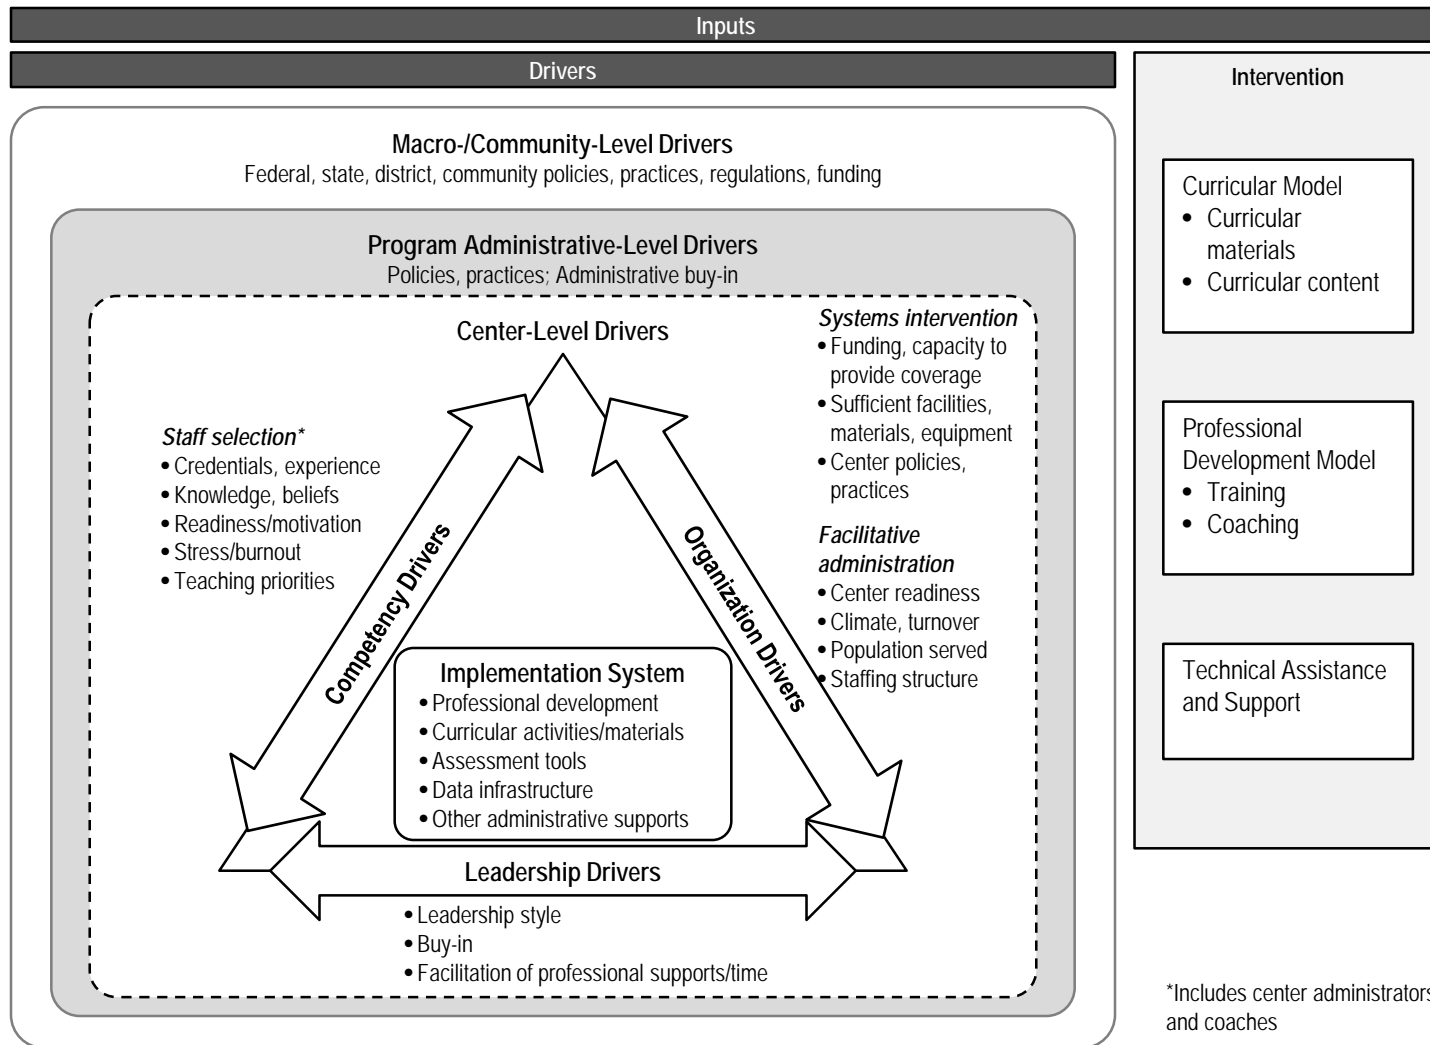 Inputs
Drivers
Macro-/Community-Level Drivers
Federal, state, district, community policies, practices, regulations, funding
Program Administrative-Level Drivers
Policies, practices; Administrative buy-in
Center-Level Drivers
Staff selection*
• Credentials, experience
• Knowledge, beliefs
• Readiness/motivation
• Stress/burnout
• Teaching priorities
Competency Drivers
Systems intervention
• Funding, capacity to
provide coverage
• Sufficient facilities,
materials, equipment
• Center policies,
practices
Facilitative
administration
• Center readiness
• Climate, turnover
• Population served
• Staffing structure
Organization Drivers
Implementation System
• Professional development
• Curricular activities/materials
• Assessment tools
• Data infrastructure
• Other administrative supports
Leadership Drivers
• Leadership style
• Buy-in
• Facilitation of professional supports/time
Intervention
Curricular Model
• Curricular
materials
• Curricular content
Professional
Development Model
• Training
• Coaching
Technical Assistance
and Support
*Includes center administrators
and coaches